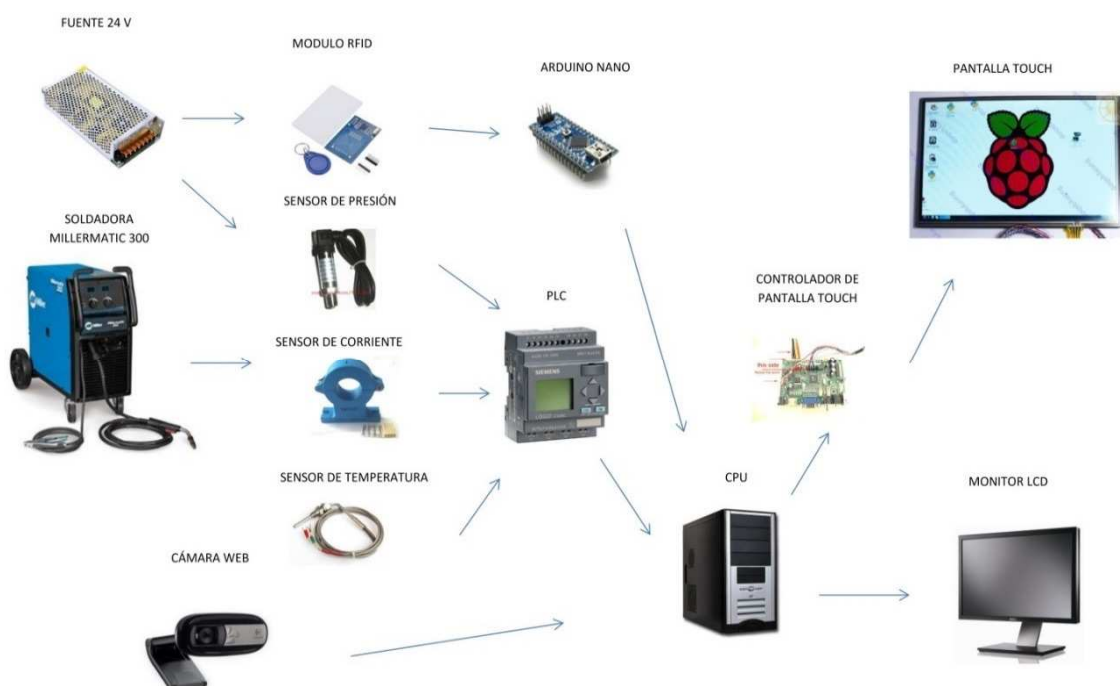 FUENTE 24 V
MODULO RFID
ARDUINO NANO
PANTALLA TOUCH
SENSOR DE PRESIÓN
SOLDADORA
MILLERMATIC 300
CONTROLADOR DE
PANTALLA TOUCH
PLC
SENSOR DE CORRIENTE
SIEMENS
SENSOR DE TEMPERATURA
CPU
MONITOR LCD
CÁMARA WEB